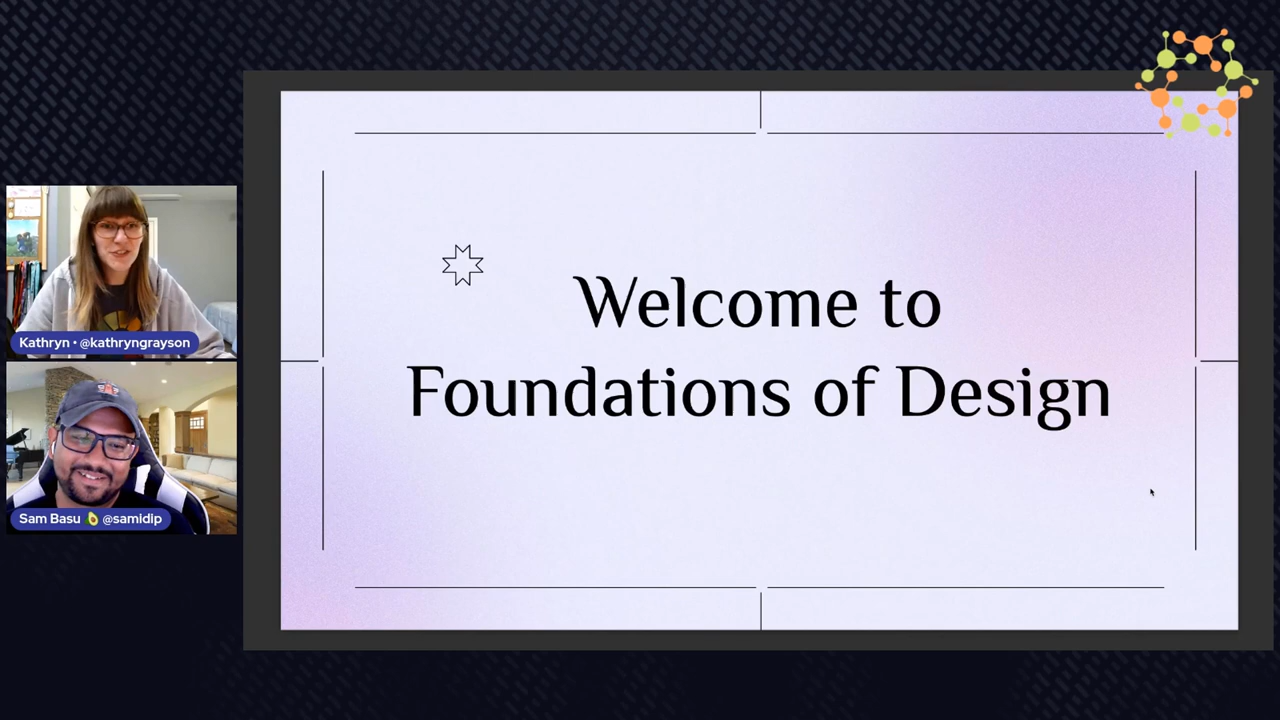 Kathryn • @kathryngrayson
Sam Basu 🥑 @samidip
Welcome to
Foundations of Design